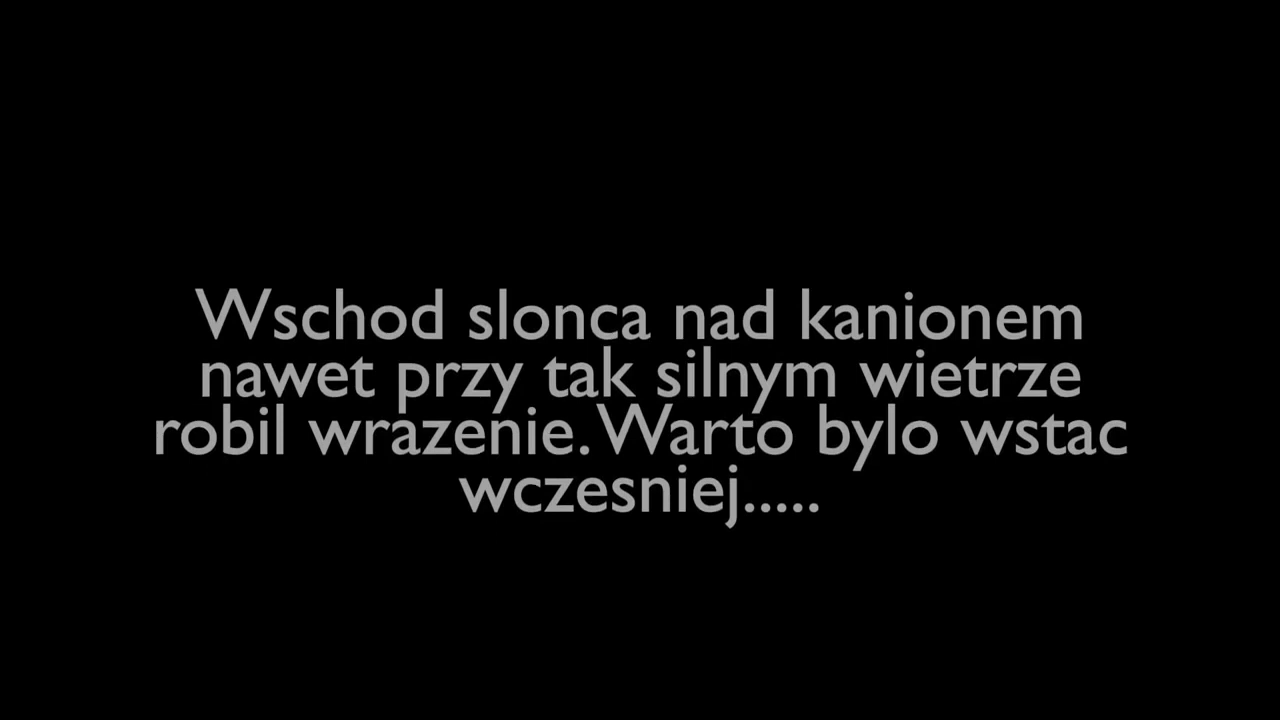 Wschod slonca nad kanionem
nawet przy tak silnym wietrze
robil wrazenie. Warto bylo wstac
wczesniej.....